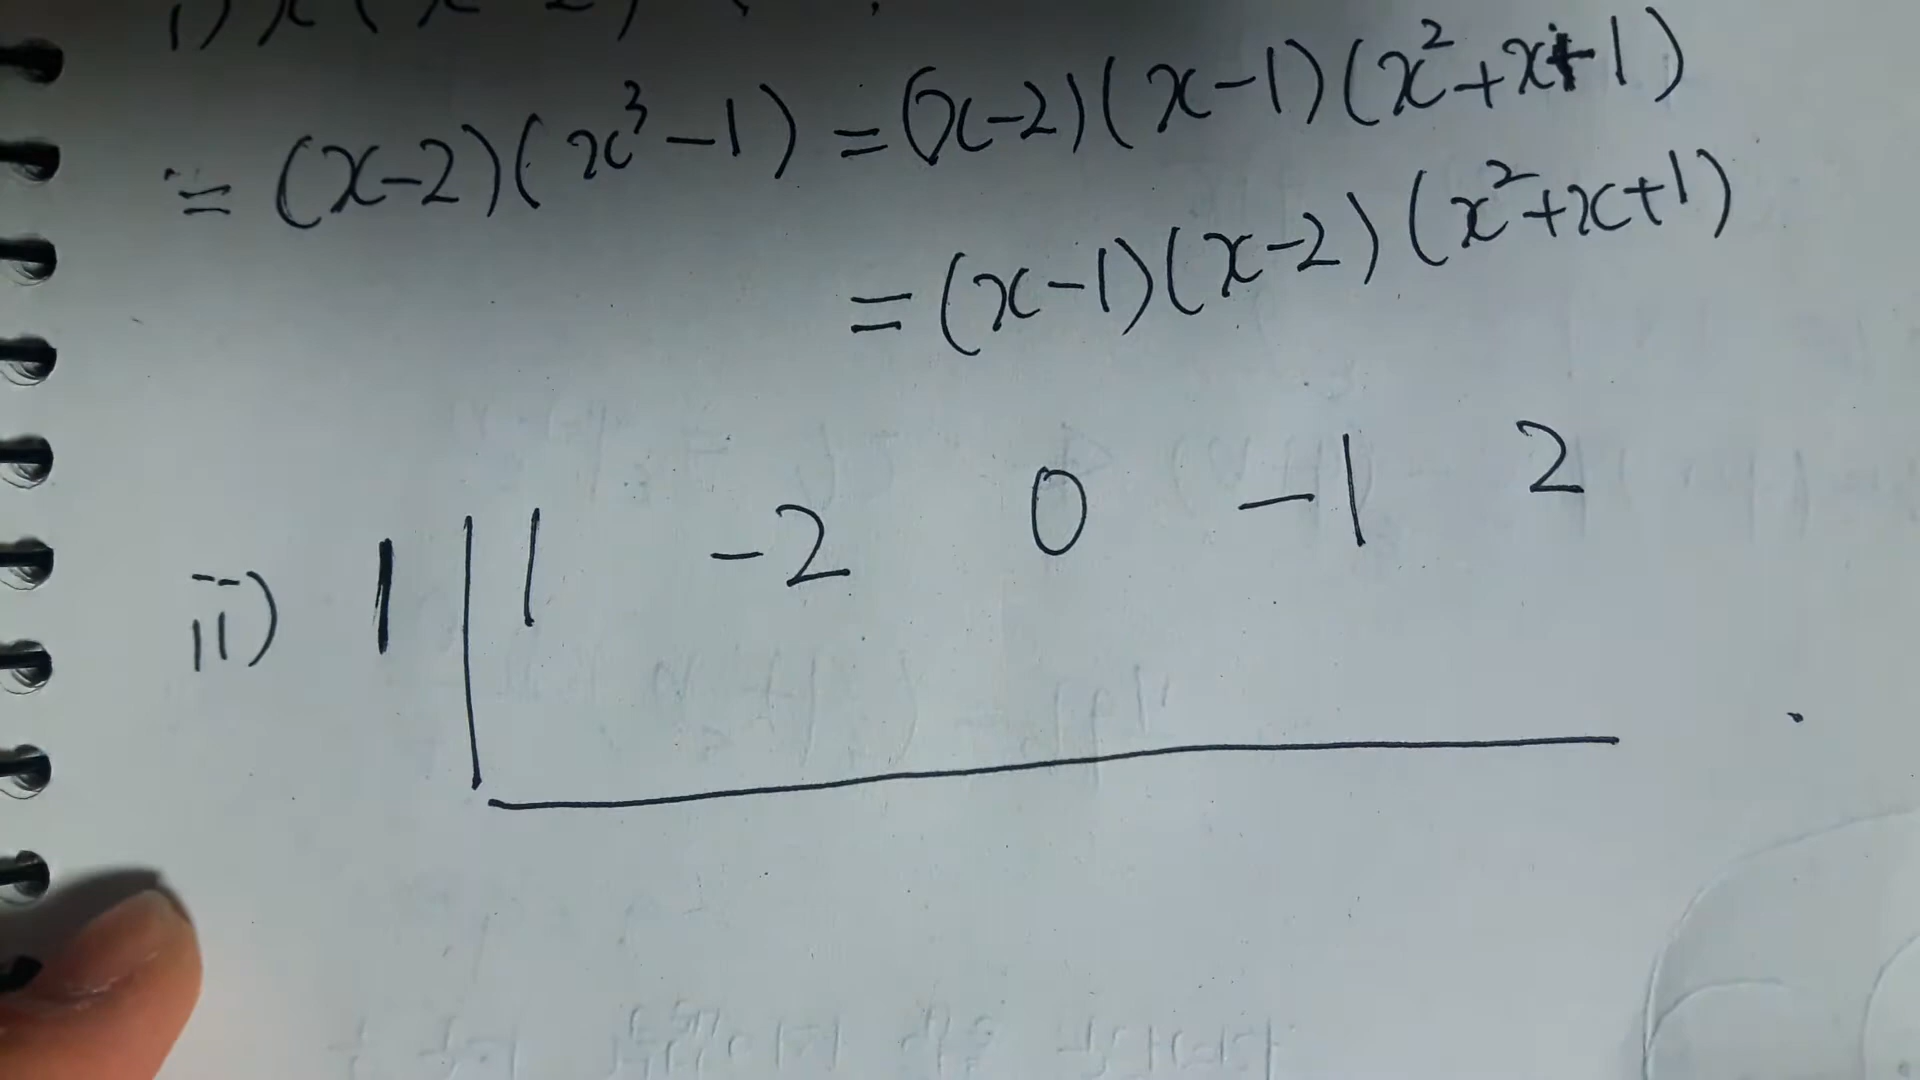 = (x-2)(x³-1) = (x-2)(x-1)(x²+x+1)
= (x-1)(x-2)(x²+x+1)
ii) 1 | 1 -2 0 -1 2